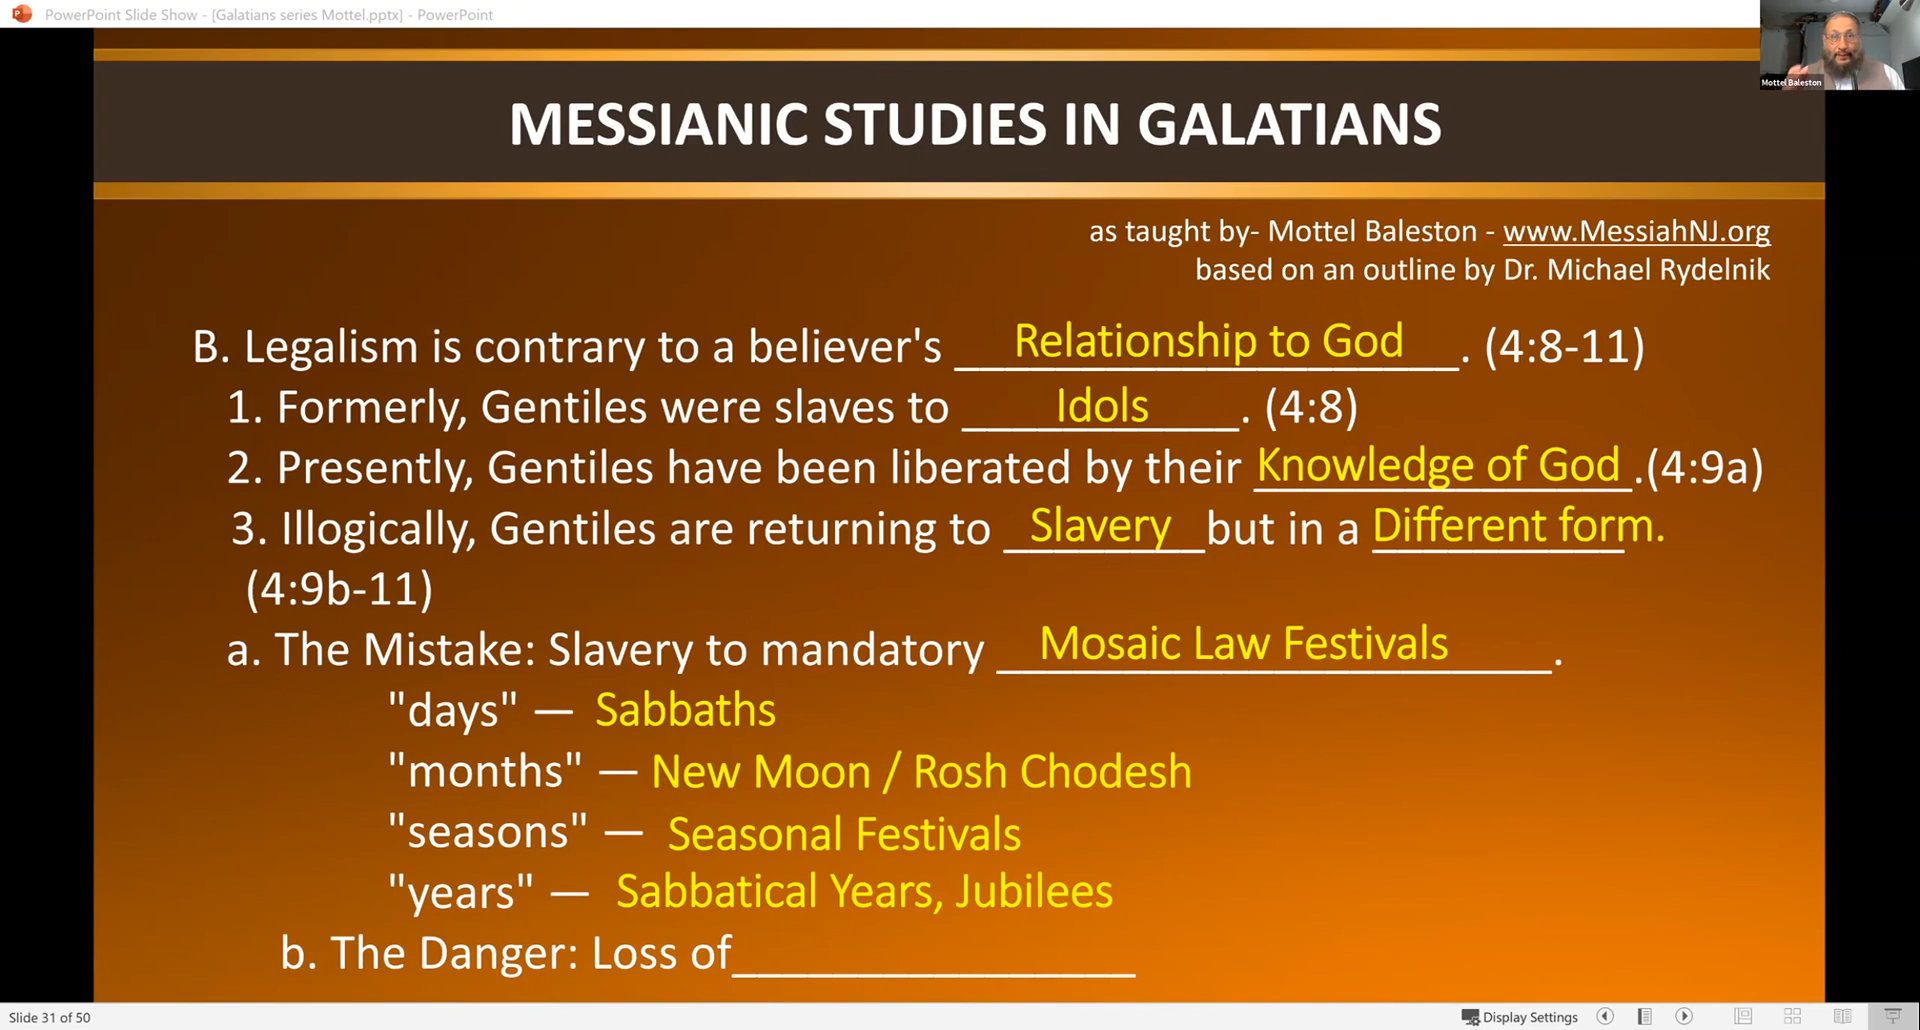 PowerPoint Slide Show - [Galatians series Mottel.pptx] - PowerPoint
Mottel Baleston
MESSIANIC STUDIES IN GALATIANS
as taught by- Mottel Baleston - www.MessiahNJ.org
based on an outline by Dr. Michael Rydelnik
B. Legalism is contrary to a believer's Relationship to God. (4:8-11)
1. Formerly, Gentiles were slaves to Idols. (4:8)
2. Presently, Gentiles have been liberated by their Knowledge of God.(4:9a)
3. Illogically, Gentiles are returning to Slavery but in a Different form.
(4:9b-11)
a. The Mistake: Slavery to mandatory Mosaic Law Festivals.
"days" — Sabbaths
"months" — New Moon / Rosh Chodesh
"seasons" — Seasonal Festivals
"years" — Sabbatical Years, Jubilees
b. The Danger: Loss of________________
Slide 31 of 50
Display Settings